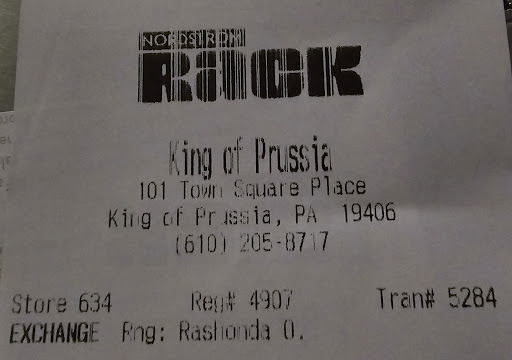 NORDSTROM
RACK
King of Prussia
101 Town Square Place
King of Prussia, PA 19406
(610) 205-8717
Store 634 Reg# 4907 Tran# 5284
EXCHANGE Rng: Rashonda O.